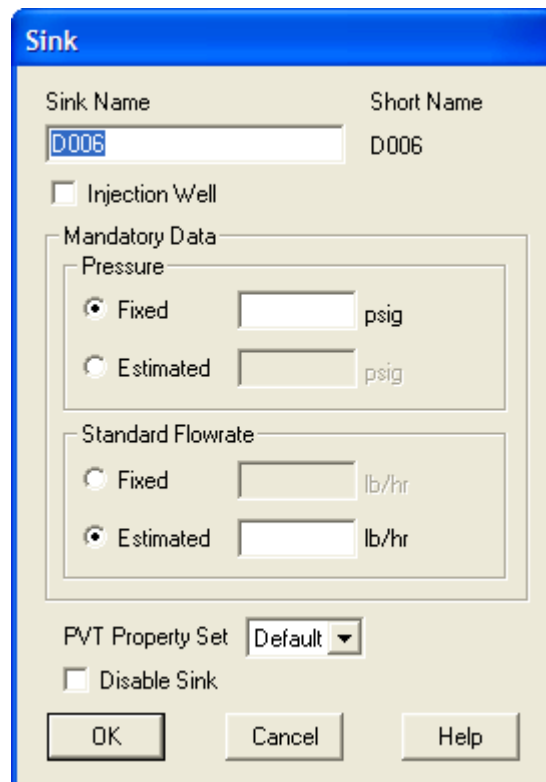 Sink
Sink Name Short Name
D006 D006
Injection Well
Mandatory Data
Pressure
Fixed psig
Estimated psig
Standard Flowrate
Fixed lb/hr
Estimated lb/hr
PVT Property Set Default
Disable Sink
OK Cancel Help